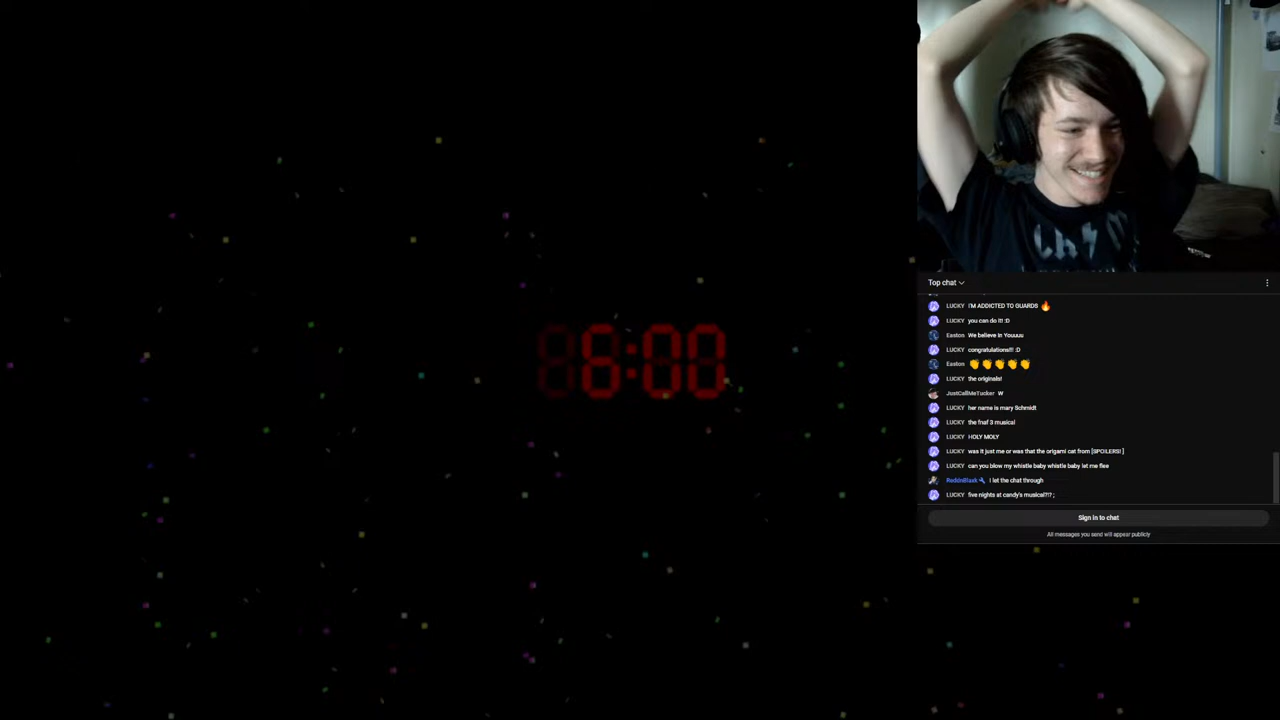 6:00
Top chat
LUCKY I'M ADDICTED TO GUARDS 🔥
LUCKY you can do it! :D
Easton We believe in Youuuu
LUCKY congratulations!!! :D
Easton 👏👏👏👏👏
LUCKY the originals!
JustCallMeTucker W
LUCKY her name is mary Schmidt
LUCKY the fnaf 3 musical
LUCKY HOLY MOLY
LUCKY was it just me or was that the origami cat from [SPOILERS! ]
LUCKY can you blow my whistle baby whistle baby let me flee
ReddnBlaxk I let the chat through
LUCKY five nights at candy's musical?!? ;
Sign in to chat
All messages you send will appear publicly